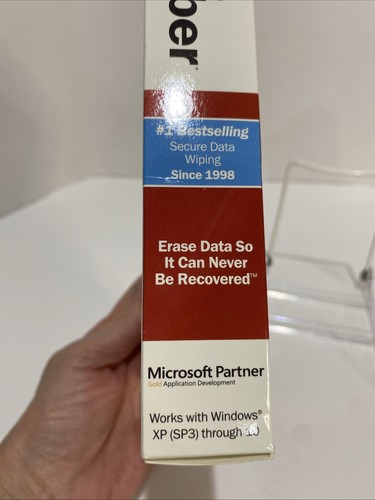 ber®
#1 Bestselling
Secure Data
Wiping
Since 1998
Erase Data So
It Can Never
Be Recovered™
Microsoft Partner
Gold Application Development
Works with Windows®
XP (SP3) through 10